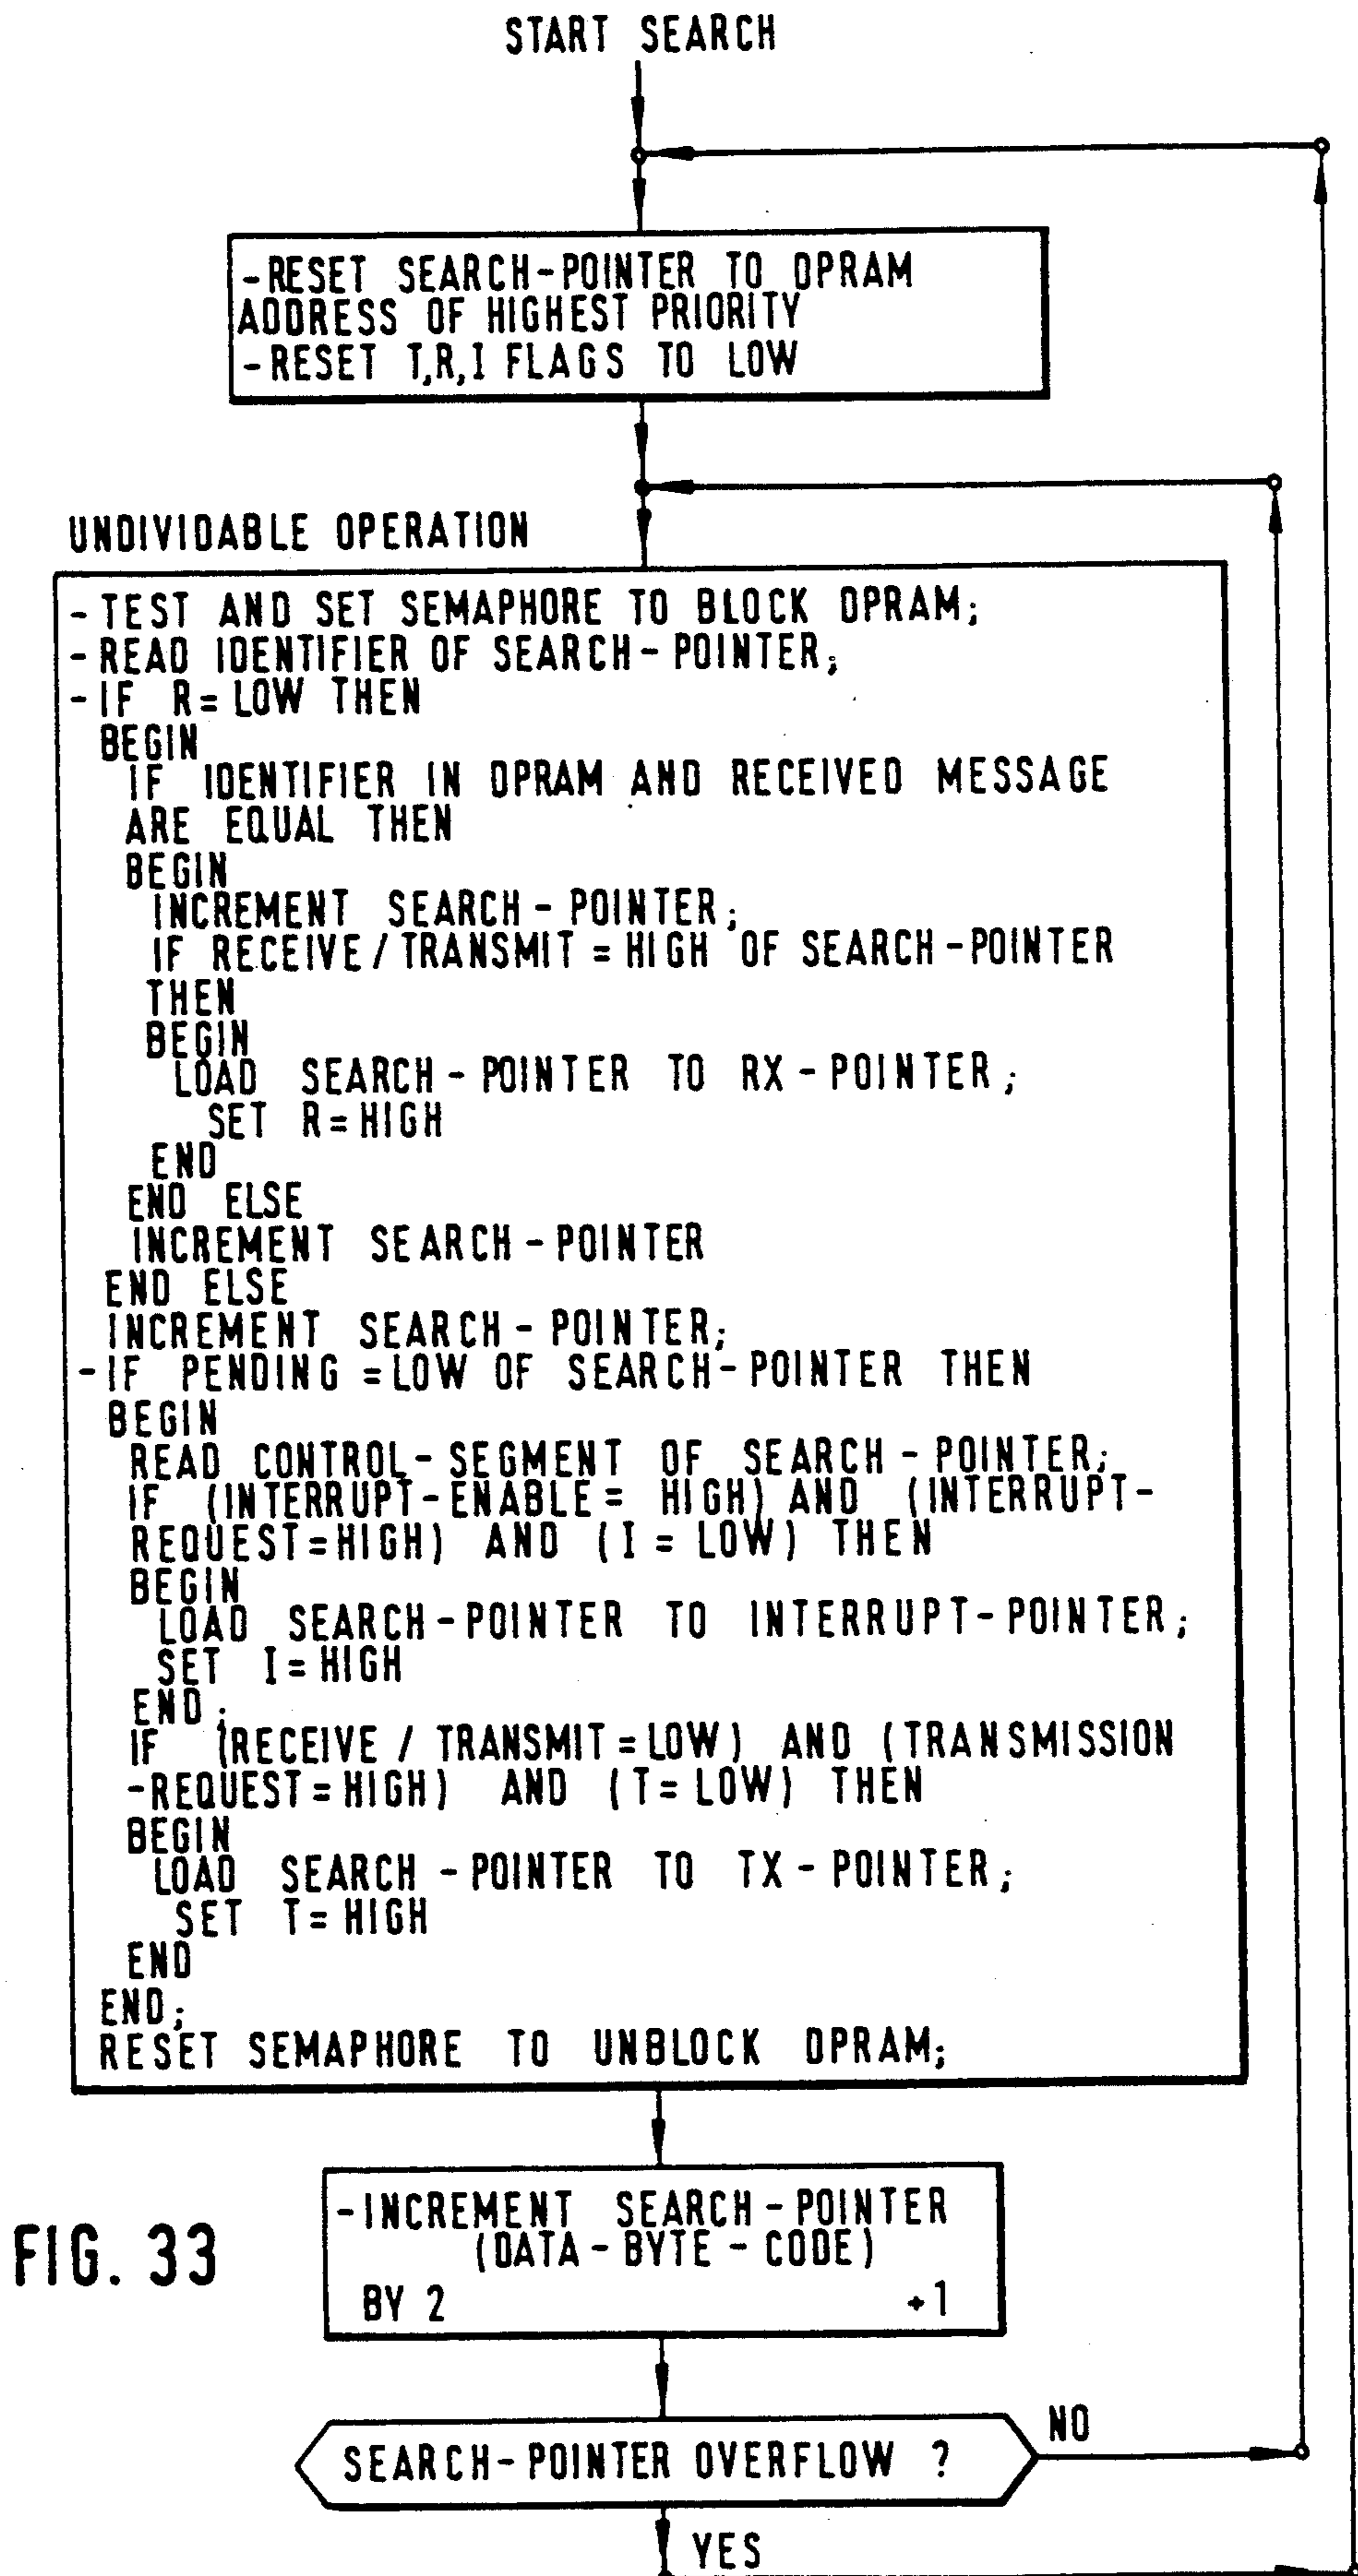 START SEARCH
-RESET SEARCH-POINTER TO DPRAM
ADDRESS OF HIGHEST PRIORITY
-RESET T,R,I FLAGS TO LOW
UNDIVIDABLE OPERATION
- TEST AND SET SEMAPHORE TO BLOCK DPRAM;
- READ IDENTIFIER OF SEARCH-POINTER;
- IF R=LOW THEN
BEGIN
IF IDENTIFIER IN DPRAM AND RECEIVED MESSAGE
ARE EQUAL THEN
BEGIN
INCREMENT SEARCH-POINTER;
IF RECEIVE/TRANSMIT=HIGH OF SEARCH-POINTER
THEN
BEGIN
LOAD SEARCH-POINTER TO RX-POINTER;
SET R=HIGH
END
END ELSE
INCREMENT SEARCH-POINTER
END ELSE
INCREMENT SEARCH-POINTER;
-IF PENDING=LOW OF SEARCH-POINTER THEN
BEGIN
READ CONTROL-SEGMENT OF SEARCH-POINTER;
IF (INTERRUPT-ENABLE= HIGH) AND (INTERRUPT-
REQUEST=HIGH) AND (I=LOW) THEN
BEGIN
LOAD SEARCH-POINTER TO INTERRUPT-POINTER;
SET I=HIGH
END;
IF (RECEIVE/TRANSMIT=LOW) AND (TRANSMISSION
-REQUEST=HIGH) AND (T=LOW) THEN
BEGIN
LOAD SEARCH-POINTER TO TX-POINTER;
SET T=HIGH
END
END;
RESET SEMAPHORE TO UNBLOCK DPRAM;
-INCREMENT SEARCH-POINTER
(DATA-BYTE-CODE)
BY 2 +1
FIG. 33
SEARCH-POINTER OVERFLOW ?
NO
YES